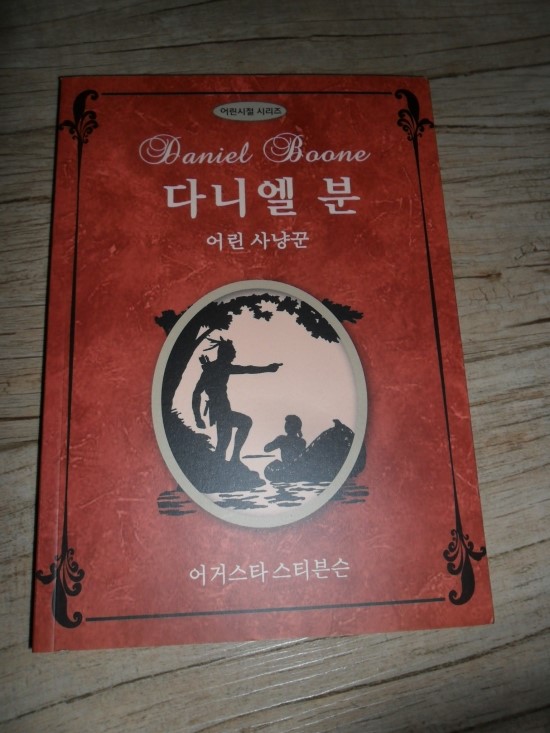 어린시절 시리즈
Daniel Boone
다니엘 분
어린 사냥꾼
어거스타 스티븐슨